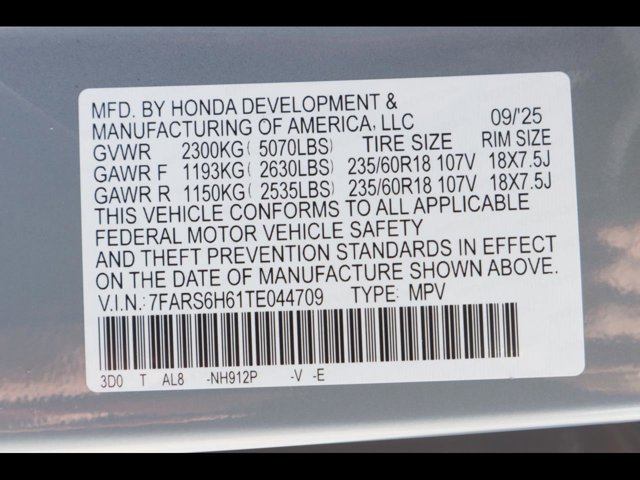 MFD. BY HONDA DEVELOPMENT &
MANUFACTURING OF AMERICA, LLC 09/25
GVWR 2300KG ( 5070LBS) TIRE SIZE RIM SIZE
GAWR F 1193KG ( 2630LBS) 235/60R18 107V 18X7.5J
GAWR R 1150KG ( 2535LBS) 235/60R18 107V 18X7.5J
THIS VEHICLE CONFORMS TO ALL APPLICABLE
FEDERAL MOTOR VEHICLE SAFETY
AND THEFT PREVENTION STANDARDS IN EFFECT
ON THE DATE OF MANUFACTURE SHOWN ABOVE.
V.I.N.: 7FARS6H61TE044709 TYPE: MPV
3D0 T AL8 -NH912P -V -E